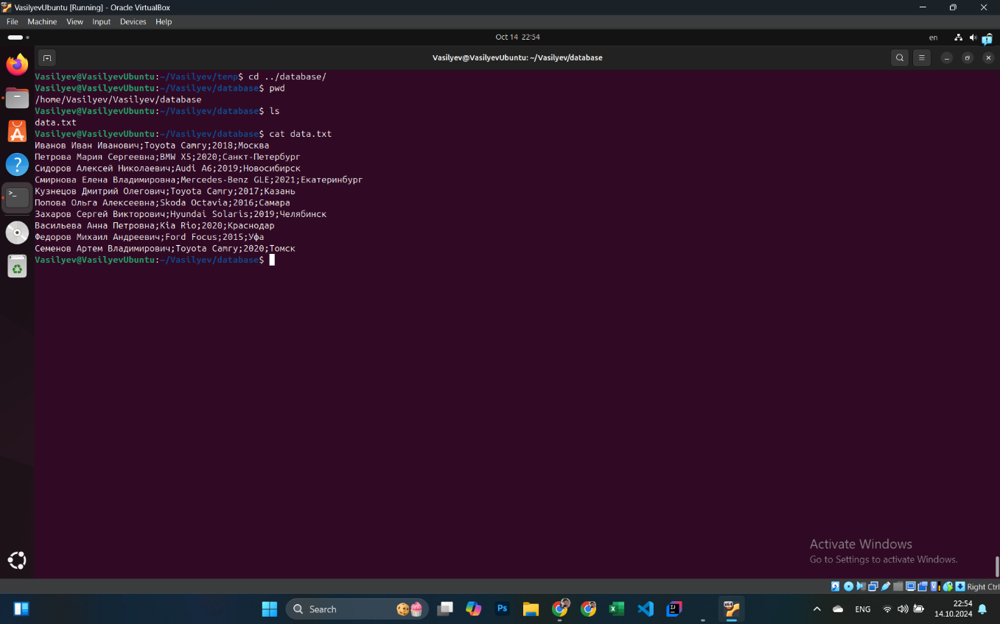 VasilyevUbuntu [Running] - Oracle VirtualBox
File Machine View Input Devices Help
Oct 14 22:54
en
Vasilyev@VasilyevUbuntu: ~/Vasilyev/database
Vasilyev@VasilyevUbuntu:~/Vasilyev/temp$ cd ../database/
Vasilyev@VasilyevUbuntu:~/Vasilyev/database$ pwd
/home/Vasilyev/Vasilyev/database
Vasilyev@VasilyevUbuntu:~/Vasilyev/database$ ls
data.txt
Vasilyev@VasilyevUbuntu:~/Vasilyev/database$ cat data.txt
Иванов Иван Иванович;Toyota Camry;2018;Москва
Петрова Мария Сергеевна;BMW X5;2020;Санкт-Петербург
Сидоров Алексей Николаевич;Audi A6;2019;Новосибирск
Смирнова Елена Владимировна;Mercedes-Benz GLE;2021;Екатеринбург
Кузнецов Дмитрий Олегович;Toyota Camry;2017;Казань
Попова Ольга Алексеевна;Skoda Octavia;2016;Самара
Захаров Сергей Викторович;Hyundai Solaris;2019;Челябинск
Васильева Анна Петровна;Kia Rio;2020;Краснодар
Федоров Михаил Андреевич;Ford Focus;2015;Уфа
Семенов Артем Владимирович;Toyota Camry;2020;Томск
Vasilyev@VasilyevUbuntu:~/Vasilyev/database$
Activate Windows
Go to Settings to activate Windows.
Right Ctrl
Search
Ps
ENG
22:54
14.10.2024